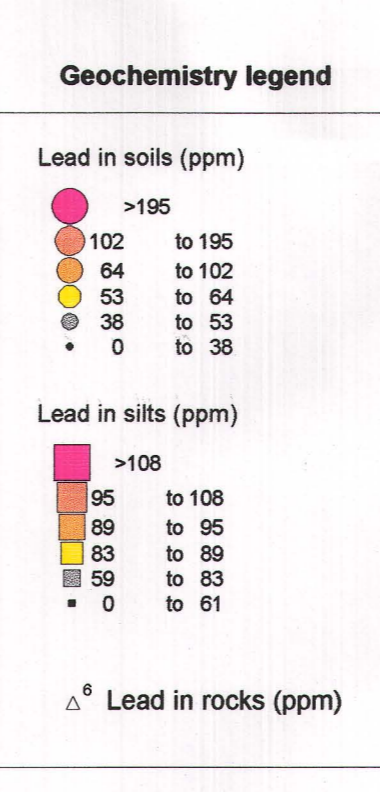 Geochemistry legend
Lead in soils (ppm)
>195
102 to 195
64 to 102
53 to 64
38 to 53
0 to 38
Lead in silts (ppm)
>108
95 to 108
89 to 95
83 to 89
59 to 83
0 to 61
6 Lead in rocks (ppm)